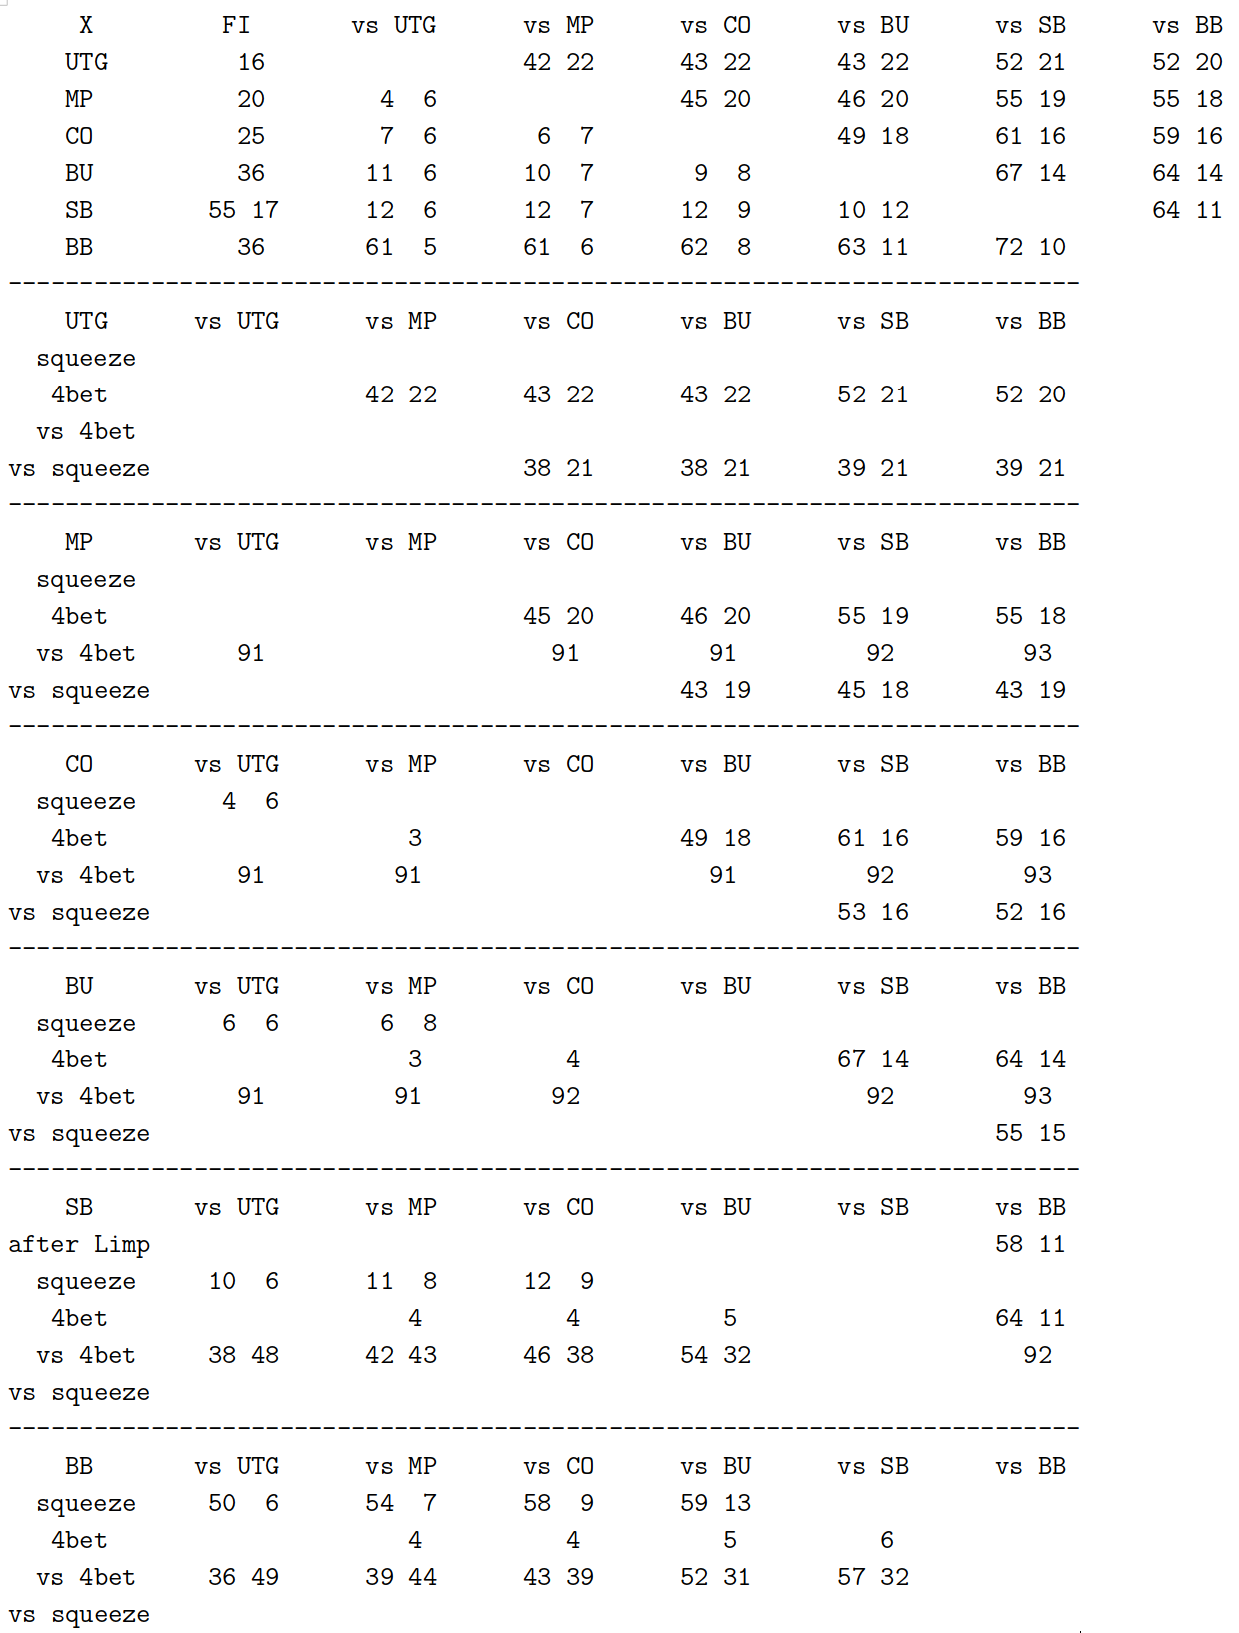 X FI vs UTG vs MP vs CO vs BU vs SB vs BB
UTG 16 42 22 43 22 43 22 52 21 52 20
MP 20 4 6 45 20 46 20 55 19 55 18
CO 25 7 6 6 7 49 18 61 16 59 16
BU 36 11 6 10 7 9 8 67 14 64 14
SB 55 17 12 6 12 7 12 9 10 12 64 11
BB 36 61 5 61 6 62 8 63 11 72 10
---------------------------------------------------------------------------
UTG vs UTG vs MP vs CO vs BU vs SB vs BB
squeeze
4bet 42 22 43 22 43 22 52 21 52 20
vs 4bet
vs squeeze 38 21 38 21 39 21 39 21
---------------------------------------------------------------------------
MP vs UTG vs MP vs CO vs BU vs SB vs BB
squeeze
4bet 45 20 46 20 55 19 55 18
vs 4bet 91 91 91 92 93
vs squeeze 43 19 45 18 43 19
---------------------------------------------------------------------------
CO vs UTG vs MP vs CO vs BU vs SB vs BB
squeeze 4 6
4bet 3 49 18 61 16 59 16
vs 4bet 91 91 91 92 93
vs squeeze 53 16 52 16
---------------------------------------------------------------------------
BU vs UTG vs MP vs CO vs BU vs SB vs BB
squeeze 6 6 6 8
4bet 3 4 67 14 64 14
vs 4bet 91 91 92 92 93
vs squeeze 55 15
---------------------------------------------------------------------------
SB vs UTG vs MP vs CO vs BU vs SB vs BB
after Limp 58 11
squeeze 10 6 11 8 12 9
4bet 4 4 5 64 11
vs 4bet 38 48 42 43 46 38 54 32 92
vs squeeze
---------------------------------------------------------------------------
BB vs UTG vs MP vs CO vs BU vs SB vs BB
squeeze 50 6 54 7 58 9 59 13
4bet 4 4 5 6
vs 4bet 36 49 39 44 43 39 52 31 57 32
vs squeeze